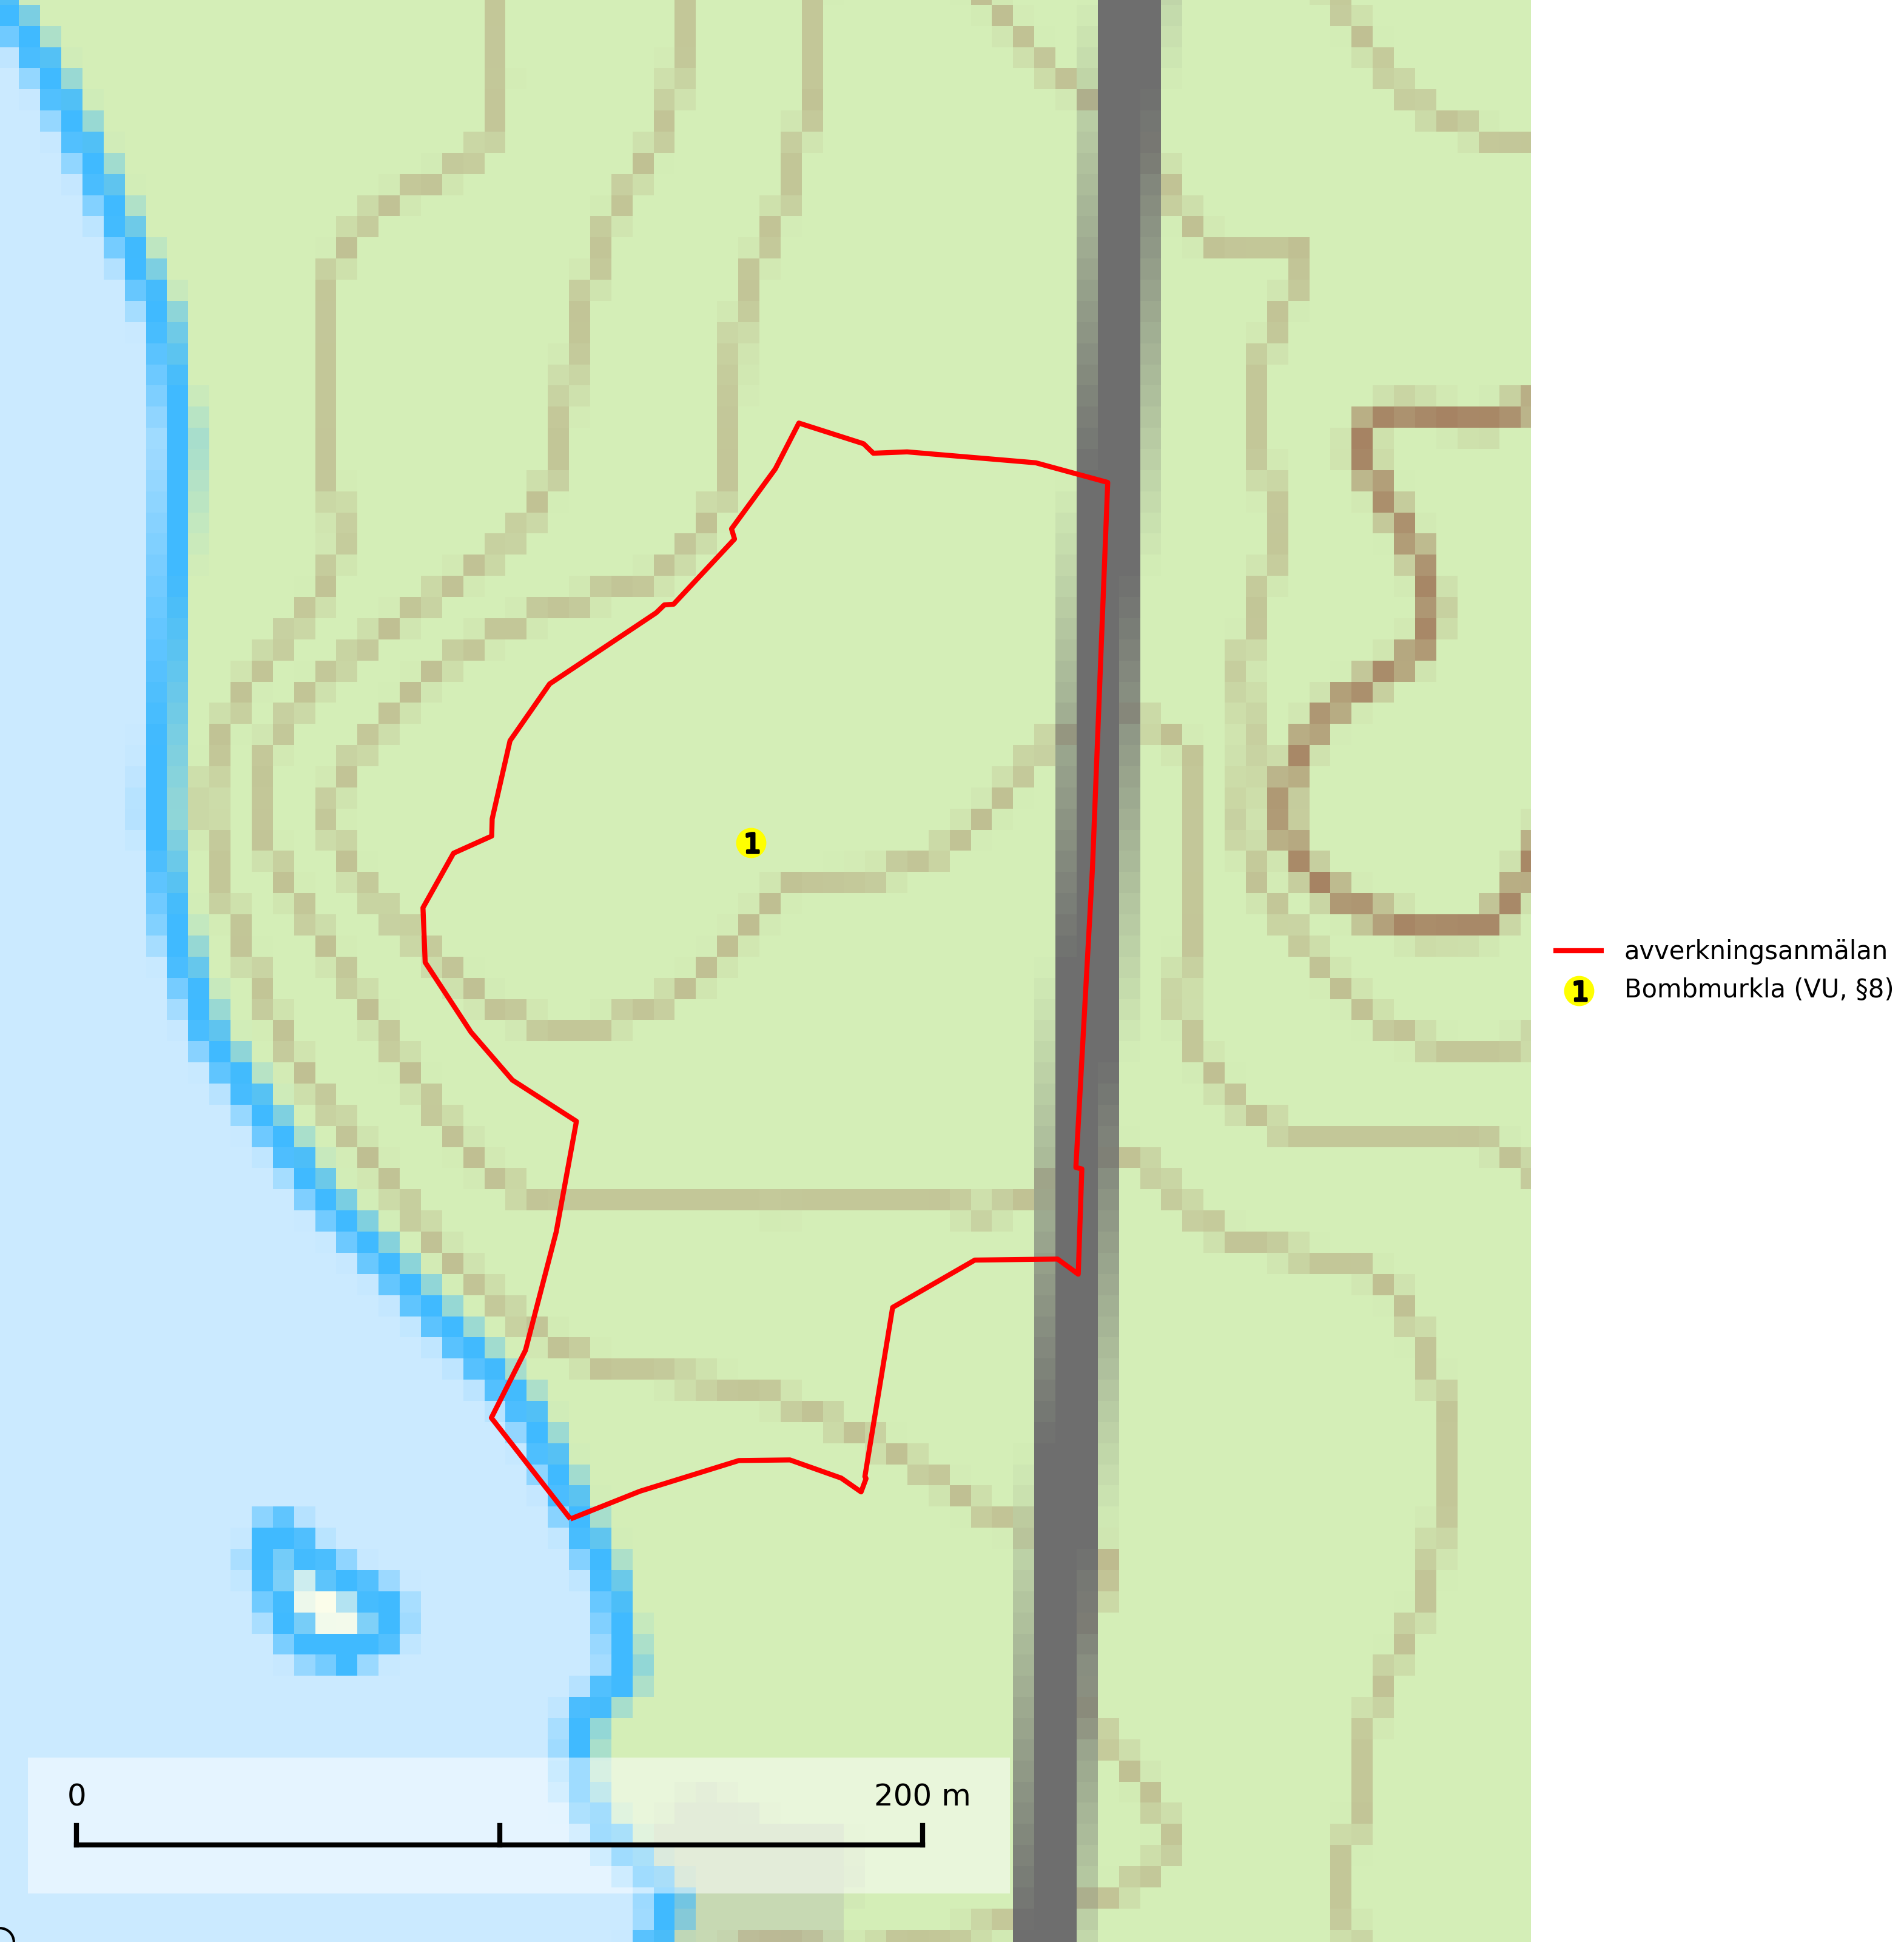 1
avverkningsanmälan
1 Bombmurkla (VU, §8)
0 200 m